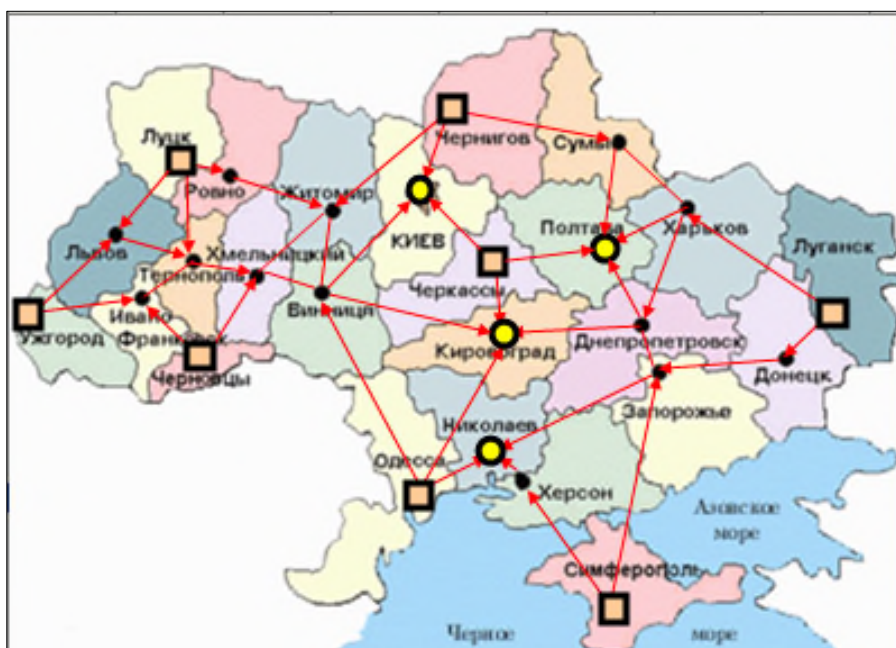 Чернигов
Луцк
Сумы
Ровно
Житомир
Полтава
Харьков
Львов
Хмельницкий
КИЕВ
Луганск
Тернополь
Черкассы
Винница
Ивано
Ужгород
Франковск
Днепропетровск
Кировоград
Черновцы
Донецк
Запорожье
Николаев
Одесса
Херсон
Азовское
море
Симферополь
Черное
море